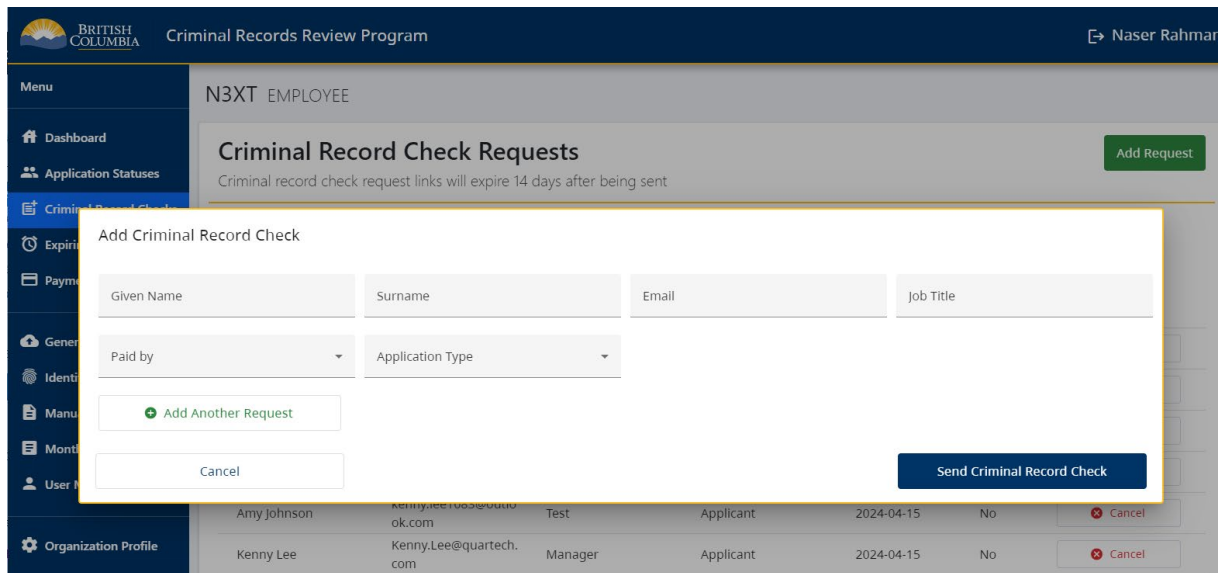 BRITISH
COLUMBIA
Criminal Records Review Program
Naser Rahman
Menu
N3XT EMPLOYEE
Dashboard
Application Statuses
Criminal Record Checks
Criminal Record Check Requests
Criminal record check request links will expire 14 days after being sent
Add Request
Add Criminal Record Check
Given Name
Surname
Email
Job Title
Paid by
Application Type
Add Another Request
Cancel
Send Criminal Record Check
Amy Johnson
ok.com
Test
Applicant
2024-04-15
No
Cancel
Organization Profile
Kenny Lee
Kenny.Lee@quartech.
com
Manager
Applicant
2024-04-15
No
Cancel